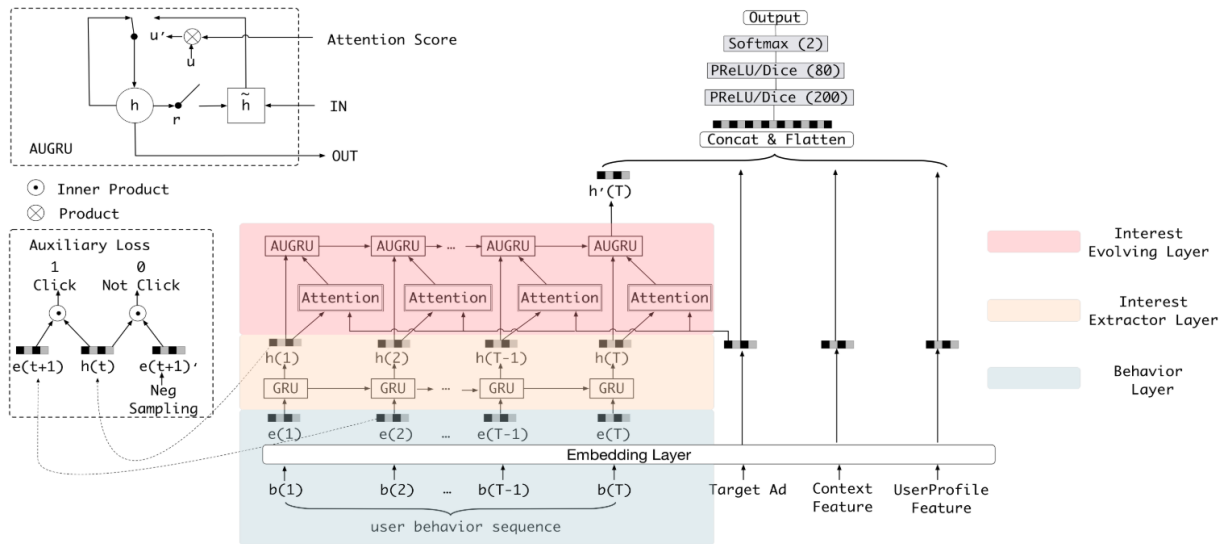 u'
u
Attention Score
h
r
h̃
IN
AUGRU
OUT
Inner Product
Product
Auxiliary Loss
1
0
Click
Not Click
e(t+1)
h(t)
e(t+1)'
Neg
Sampling
Output
Softmax (2)
PReLU/Dice (80)
PReLU/Dice (200)
Concat & Flatten
h'(T)
AUGRU
AUGRU
...
AUGRU
AUGRU
Attention
Attention
Attention
Attention
h(1)
h(2)
h(T-1)
h(T)
GRU
GRU
...
GRU
GRU
e(1)
e(2)
...
e(T-1)
e(T)
Embedding Layer
b(1)
b(2)
...
b(T-1)
b(T)
user behavior sequence
Target Ad
Context
Feature
UserProfile
Feature
Interest
Evolving Layer
Interest
Extractor Layer
Behavior
Layer